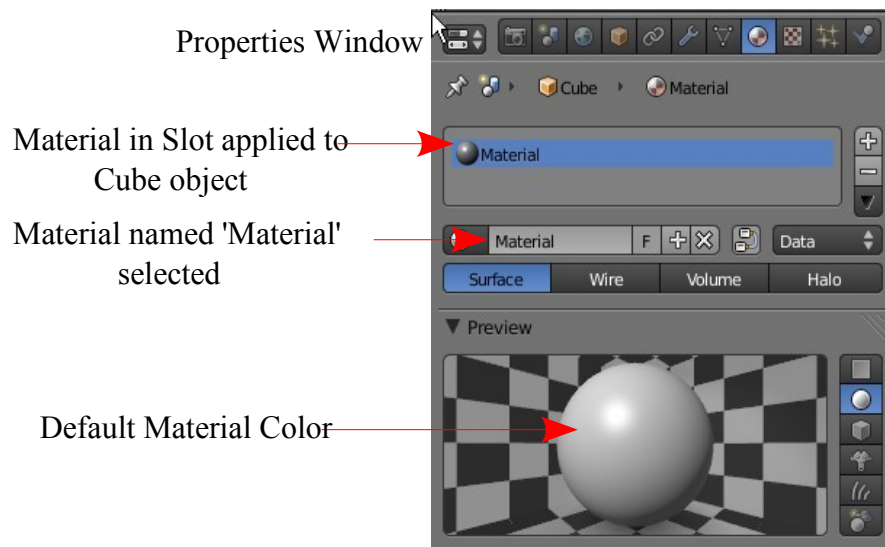 Properties Window
Cube Material
Material in Slot applied to
Cube object
Material
Material named 'Material'
selected
Material F Data
Surface Wire Volume Halo
Preview
Default Material Color